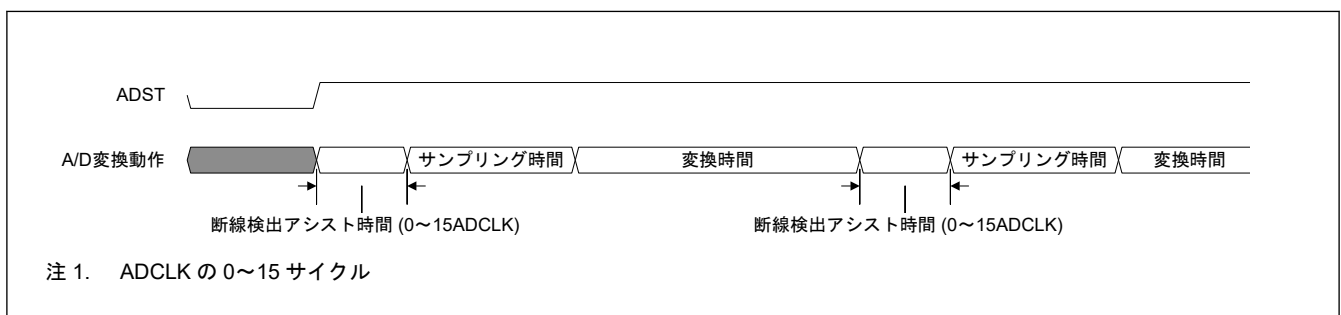 ADST
A/D変換動作
サンプリング時間
変換時間
サンプリング時間
変換時間
断線検出アシスト時間 (0～15ADCLK)
断線検出アシスト時間 (0～15ADCLK)
注 1. ADCLK の 0～15 サイクル